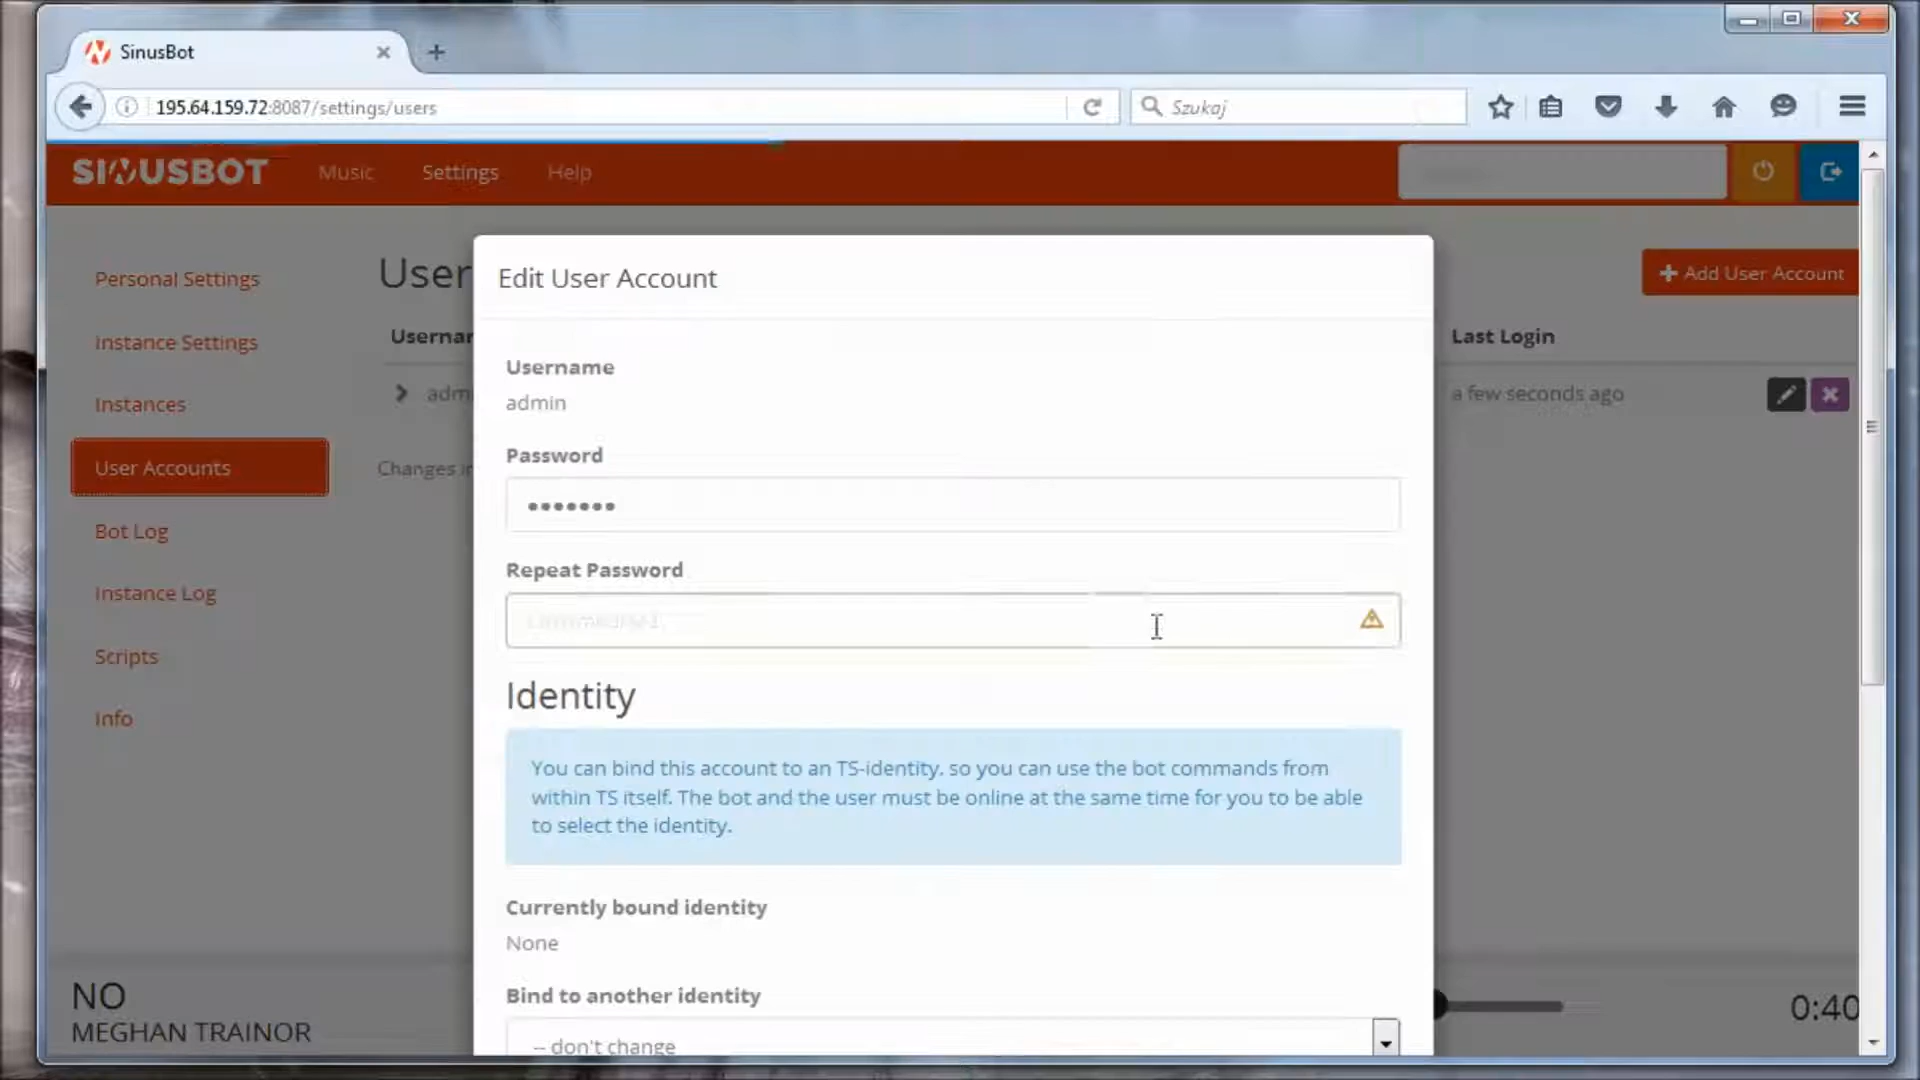 SinusBot
195.64.159.72:8087/settings/users
Szukaj
SINUSBOT
Music
Settings
Help
Personal Settings
Instance Settings
Instances
User Accounts
Bot Log
Instance Log
Scripts
Info
User
Add User Account
Usernar
Last Login
adm
a few seconds ago
Changes i
Edit User Account
Username
admin
Password
•••••••
Repeat Password
Identity
You can bind this account to an TS-identity, so you can use the bot commands from
within TS itself. The bot and the user must be online at the same time for you to be able
to select the identity.
Currently bound identity
None
Bind to another identity
-- don't change
NO
MEGHAN TRAINOR
0:40